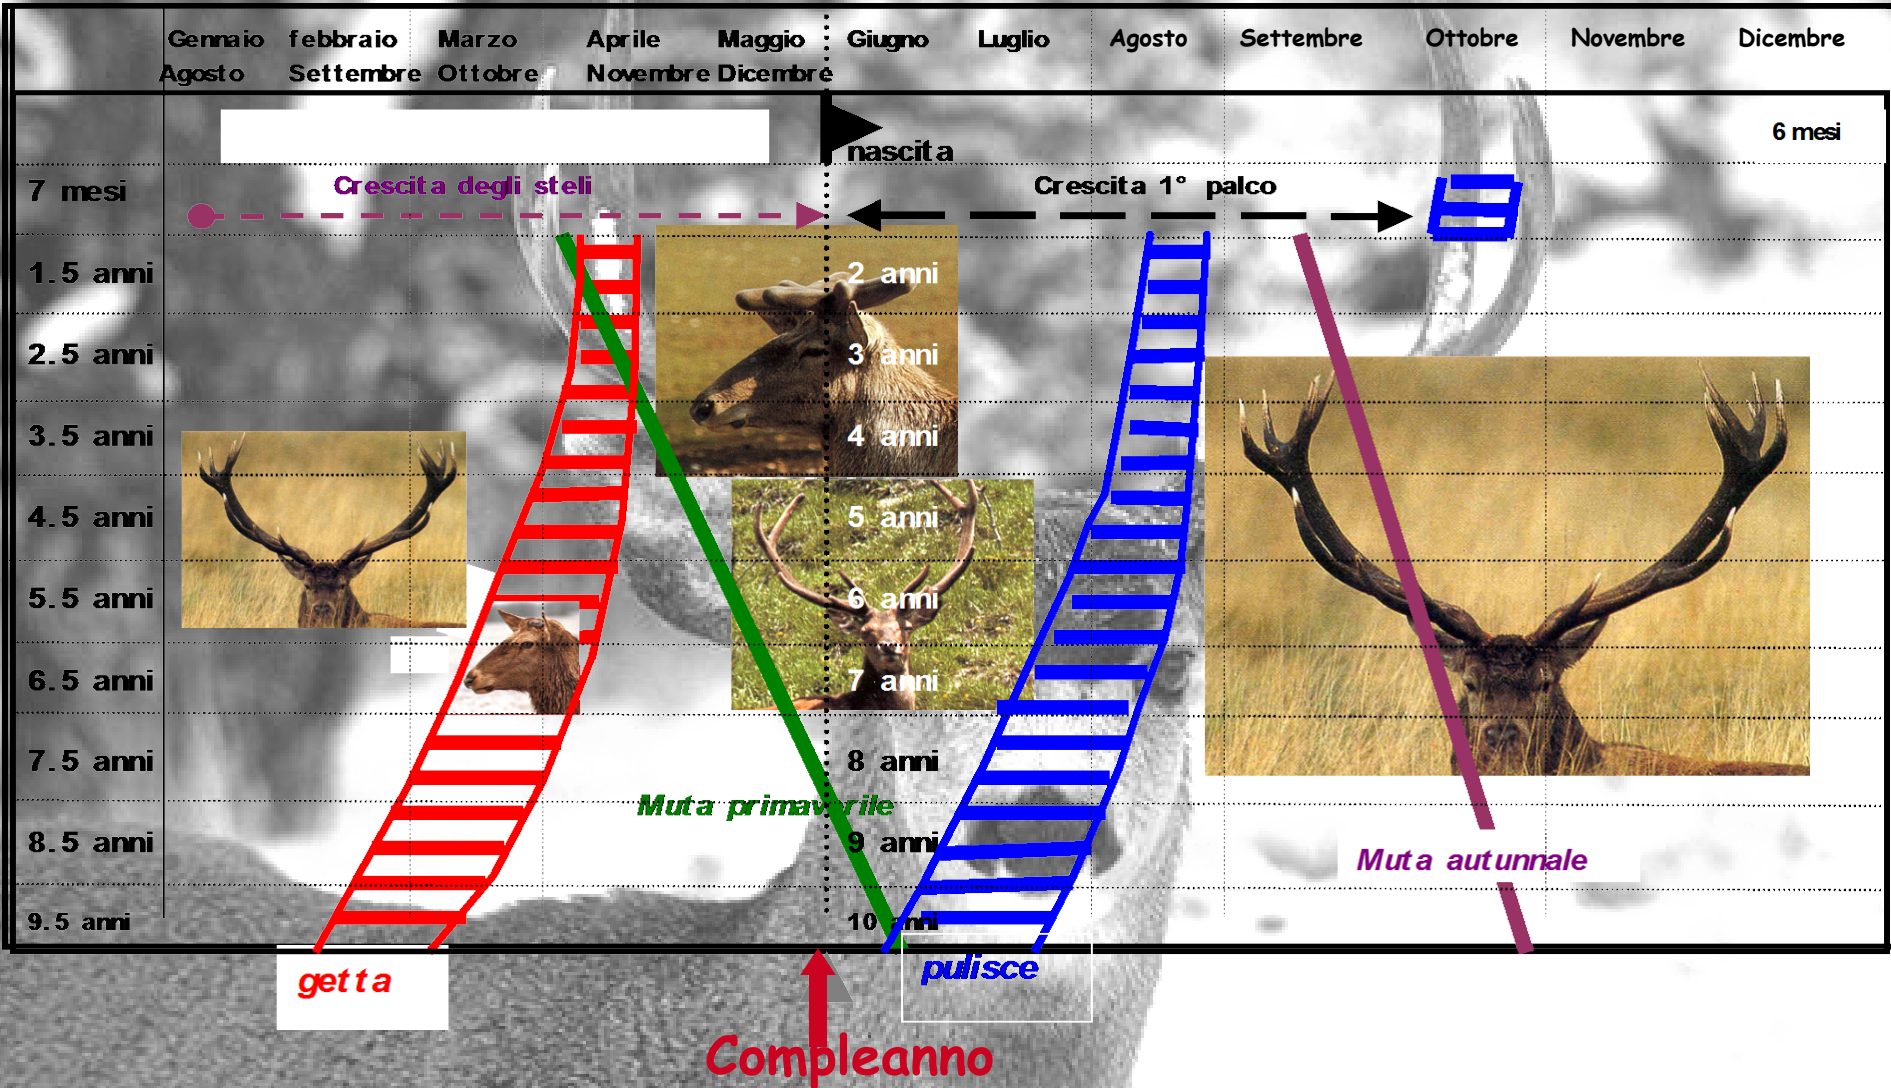 Gennaio febbraio Marzo Aprile Maggio Giugno Luglio Agosto Settembre Ottobre Novembre Dicembre
Agosto Settembre Ottobre Novembre Dicembre
6 mesi
nascita
7 mesi Crescita degli steli Crescita 1° palco
1.5 anni 2 anni
2.5 anni 3 anni
3.5 anni 4 anni
4.5 anni 5 anni
5.5 anni 6 anni
6.5 anni 7 anni
7.5 anni 8 anni
Muta primaverile
8.5 anni 9 anni
Muta autunnale
9.5 anni 10 anni
getta pulisce
Compleanno